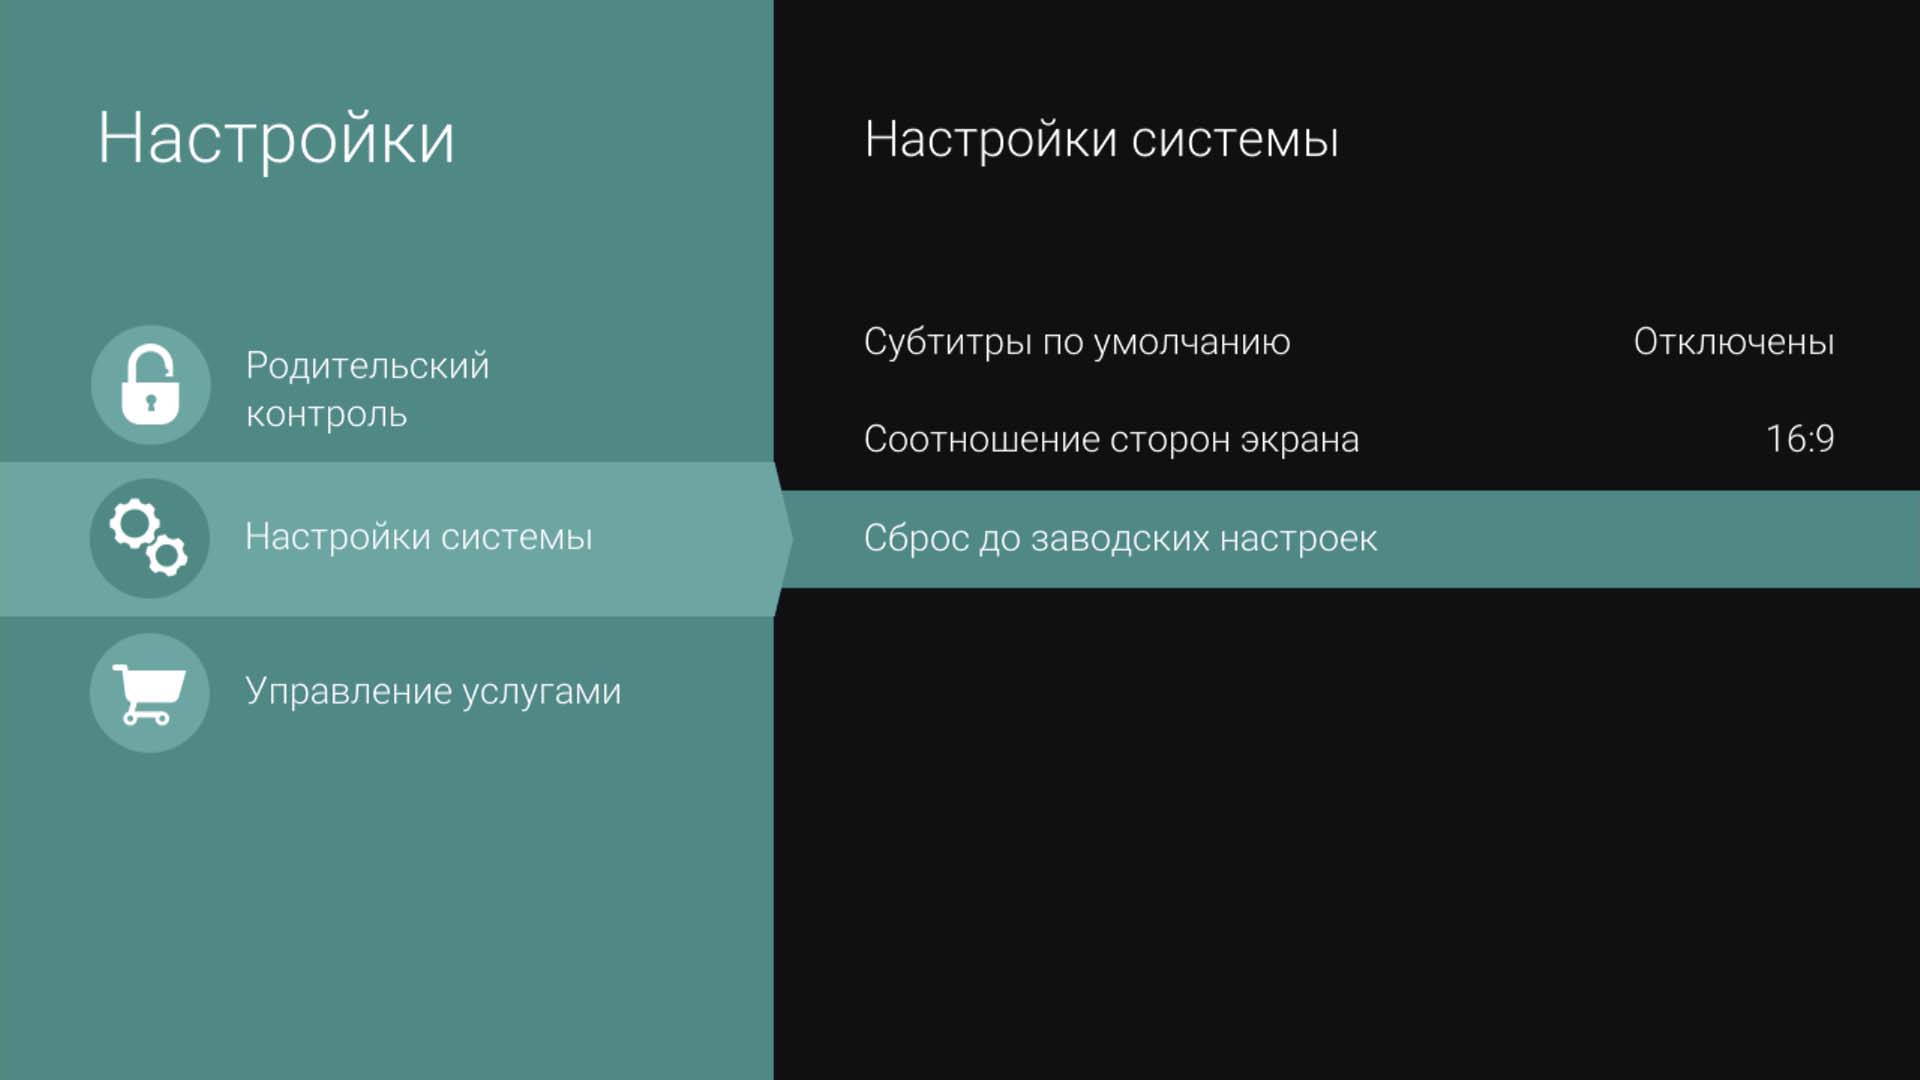 Настройки
Родительский
контроль
Настройки системы
Управление услугами
Настройки системы
Субтитры по умолчанию Отключены
Соотношение сторон экрана 16:9
Сброс до заводских настроек